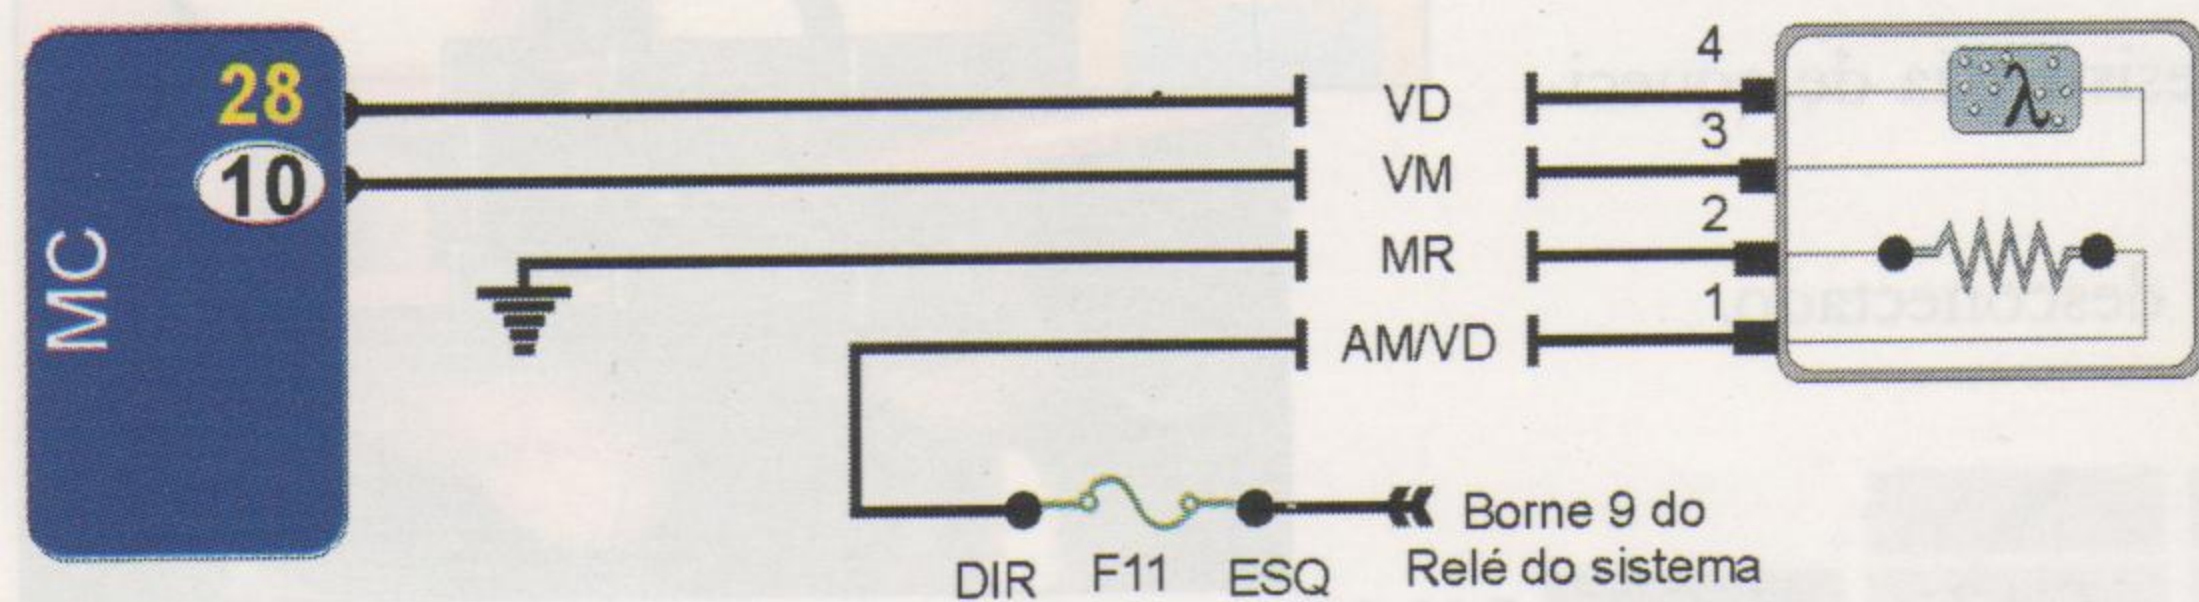 28
10
MC
VD
VM
MR
AM/VD
4
3
2
1
λ
DIR
F11
ESQ
Borne 9 do
Relé do sistema